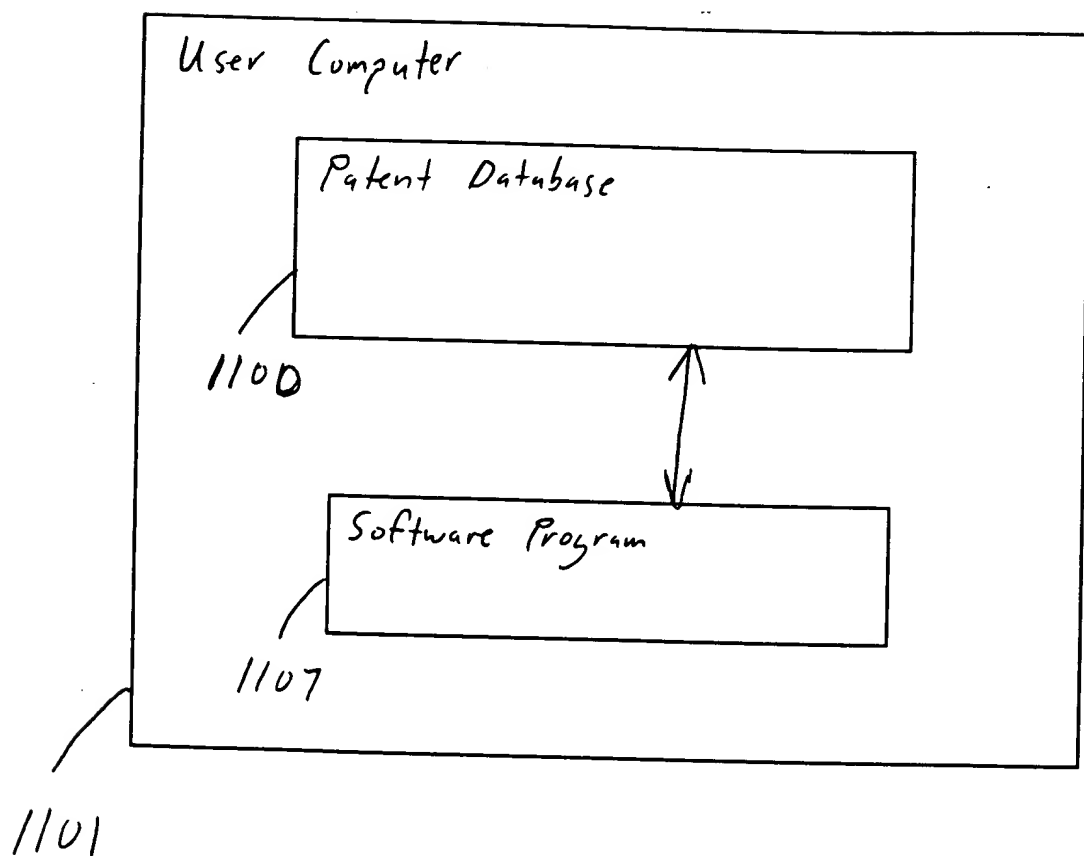 User Computer
Patent Database
1100
Software Program
1107
1101